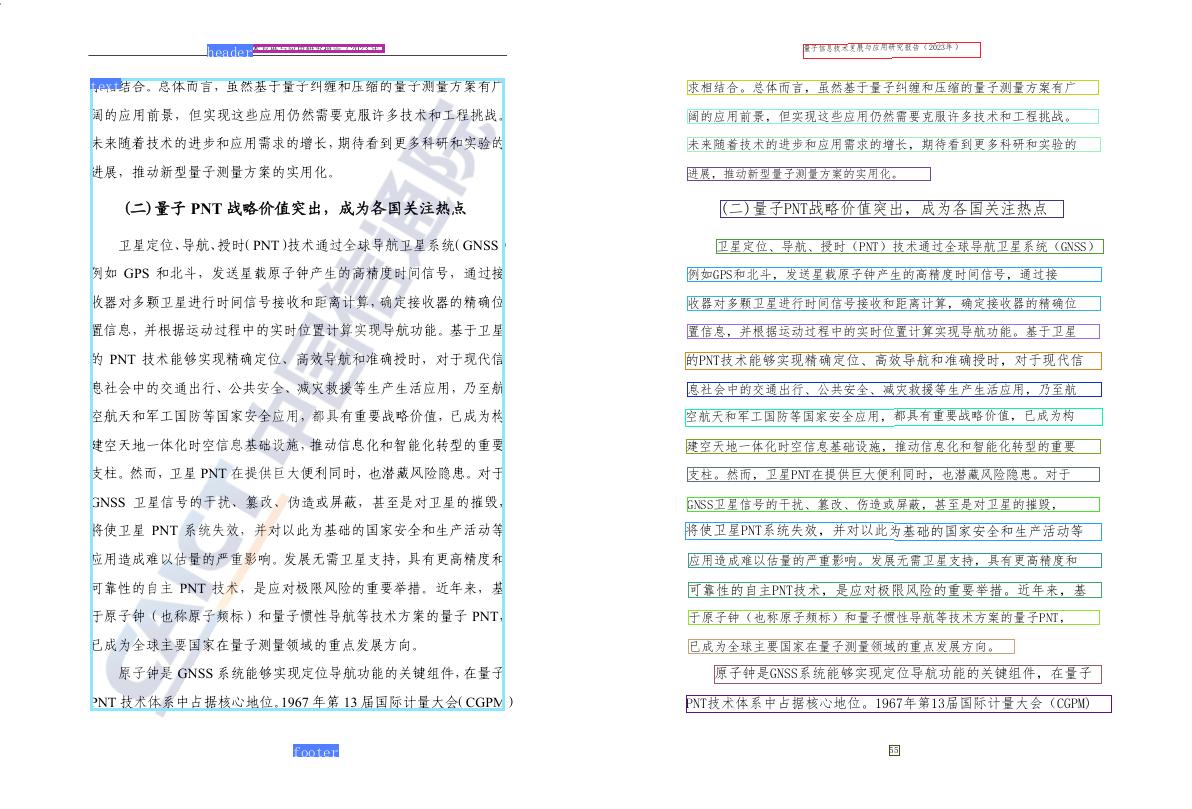 header
text
求相结合。总体而言，虽然基于量子纠缠和压缩的量子测量方案有广
阔的应用前景，但实现这些应用仍然需要克服许多技术和工程挑战。
未来随着技术的进步和应用需求的增长，期待看到更多科研和实验的
进展，推动新型量子测量方案的实用化。
(二)量子 PNT 战略价值突出，成为各国关注热点
卫星定位、导航、授时(PNT)技术通过全球导航卫星系统(GNSS)
例如 GPS 和北斗，发送星载原子钟产生的高精度时间信号，通过接
收器对多颗卫星进行时间信号接收和距离计算，确定接收器的精确位
置信息，并根据运动过程中的实时位置计算实现导航功能。基于卫星
的 PNT 技术能够实现精确定位、高效导航和准确授时，对于现代信
息社会中的交通出行、公共安全、减灾救援等生产生活应用，乃至航
空航天和军工国防等国家安全应用，都具有重要战略价值，已成为构
建空天地一体化时空信息基础设施，推动信息化和智能化转型的重要
支柱。然而，卫星 PNT 在提供巨大便利同时，也潜藏风险隐患。对于
GNSS 卫星信号的干扰、篡改、伪造或屏蔽，甚至是对卫星的摧毁，
将使卫星 PNT 系统失效，并对以此为基础的国家安全和生产活动等
应用造成难以估量的严重影响。发展无需卫星支持，具有更高精度和
可靠性的自主 PNT 技术，是应对极限风险的重要举措。近年来，基
于原子钟（也称原子频标）和量子惯性导航等技术方案的量子 PNT，
已成为全球主要国家在量子测量领域的重点发展方向。
原子钟是 GNSS 系统能够实现定位导航功能的关键组件，在量子
PNT 技术体系中占据核心地位。1967 年第 13 届国际计量大会(CGPM)
CAICT 中国信通院
footer
量子信息技术发展与应用研究报告（2023年）
求相结合。总体而言，虽然基于量子纠缠和压缩的量子测量方案有广
阔的应用前景，但实现这些应用仍然需要克服许多技术和工程挑战。
未来随着技术的进步和应用需求的增长，期待看到更多科研和实验的
进展，推动新型量子测量方案的实用化。
(二)量子PNT战略价值突出，成为各国关注热点
卫星定位、导航、授时（PNT）技术通过全球导航卫星系统（GNSS）
例如GPS和北斗，发送星载原子钟产生的高精度时间信号，通过接
收器对多颗卫星进行时间信号接收和距离计算，确定接收器的精确位
置信息，并根据运动过程中的实时位置计算实现导航功能。基于卫星
的PNT技术能够实现精确定位、高效导航和准确授时，对于现代信
息社会中的交通出行、公共安全、减灾救援等生产生活应用，乃至航
空航天和军工国防等国家安全应用，都具有重要战略价值，已成为构
建空天地一体化时空信息基础设施，推动信息化和智能化转型的重要
支柱。然而，卫星PNT在提供巨大便利同时，也潜藏风险隐患。对于
GNSS卫星信号的干扰、篡改、伪造或屏蔽，甚至是对卫星的摧毁，
将使卫星PNT系统失效，并对以此为基础的国家安全和生产活动等
应用造成难以估量的严重影响。发展无需卫星支持，具有更高精度和
可靠性的自主PNT技术，是应对极限风险的重要举措。近年来，基
于原子钟（也称原子频标）和量子惯性导航等技术方案的量子PNT，
已成为全球主要国家在量子测量领域的重点发展方向。
原子钟是GNSS系统能够实现定位导航功能的关键组件，在量子
PNT技术体系中占据核心地位。1967年第13届国际计量大会（CGPM）
55